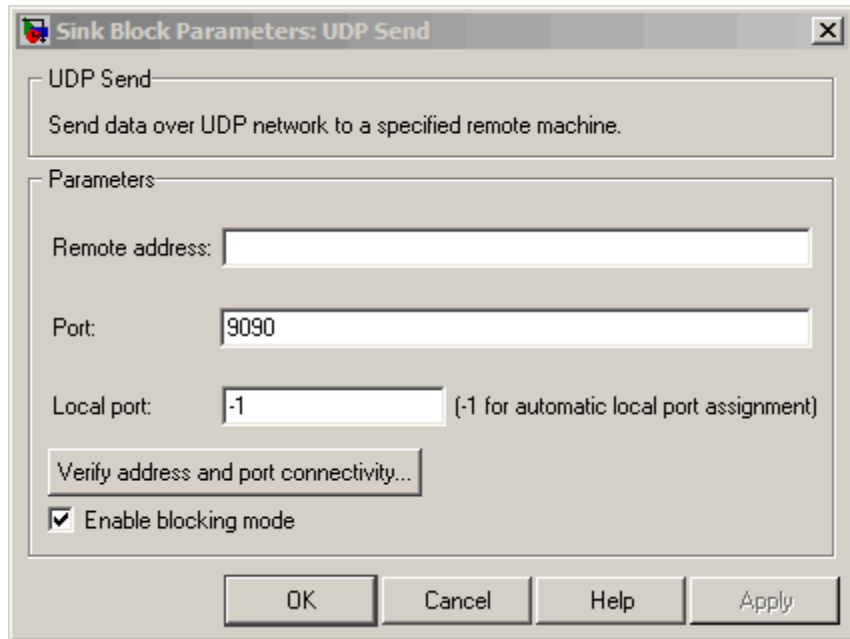 Sink Block Parameters: UDP Send
UDP Send
Send data over UDP network to a specified remote machine.
Parameters
Remote address:
Port: 9090
Local port: -1 (-1 for automatic local port assignment)
Verify address and port connectivity...
Enable blocking mode
OK Cancel Help Apply